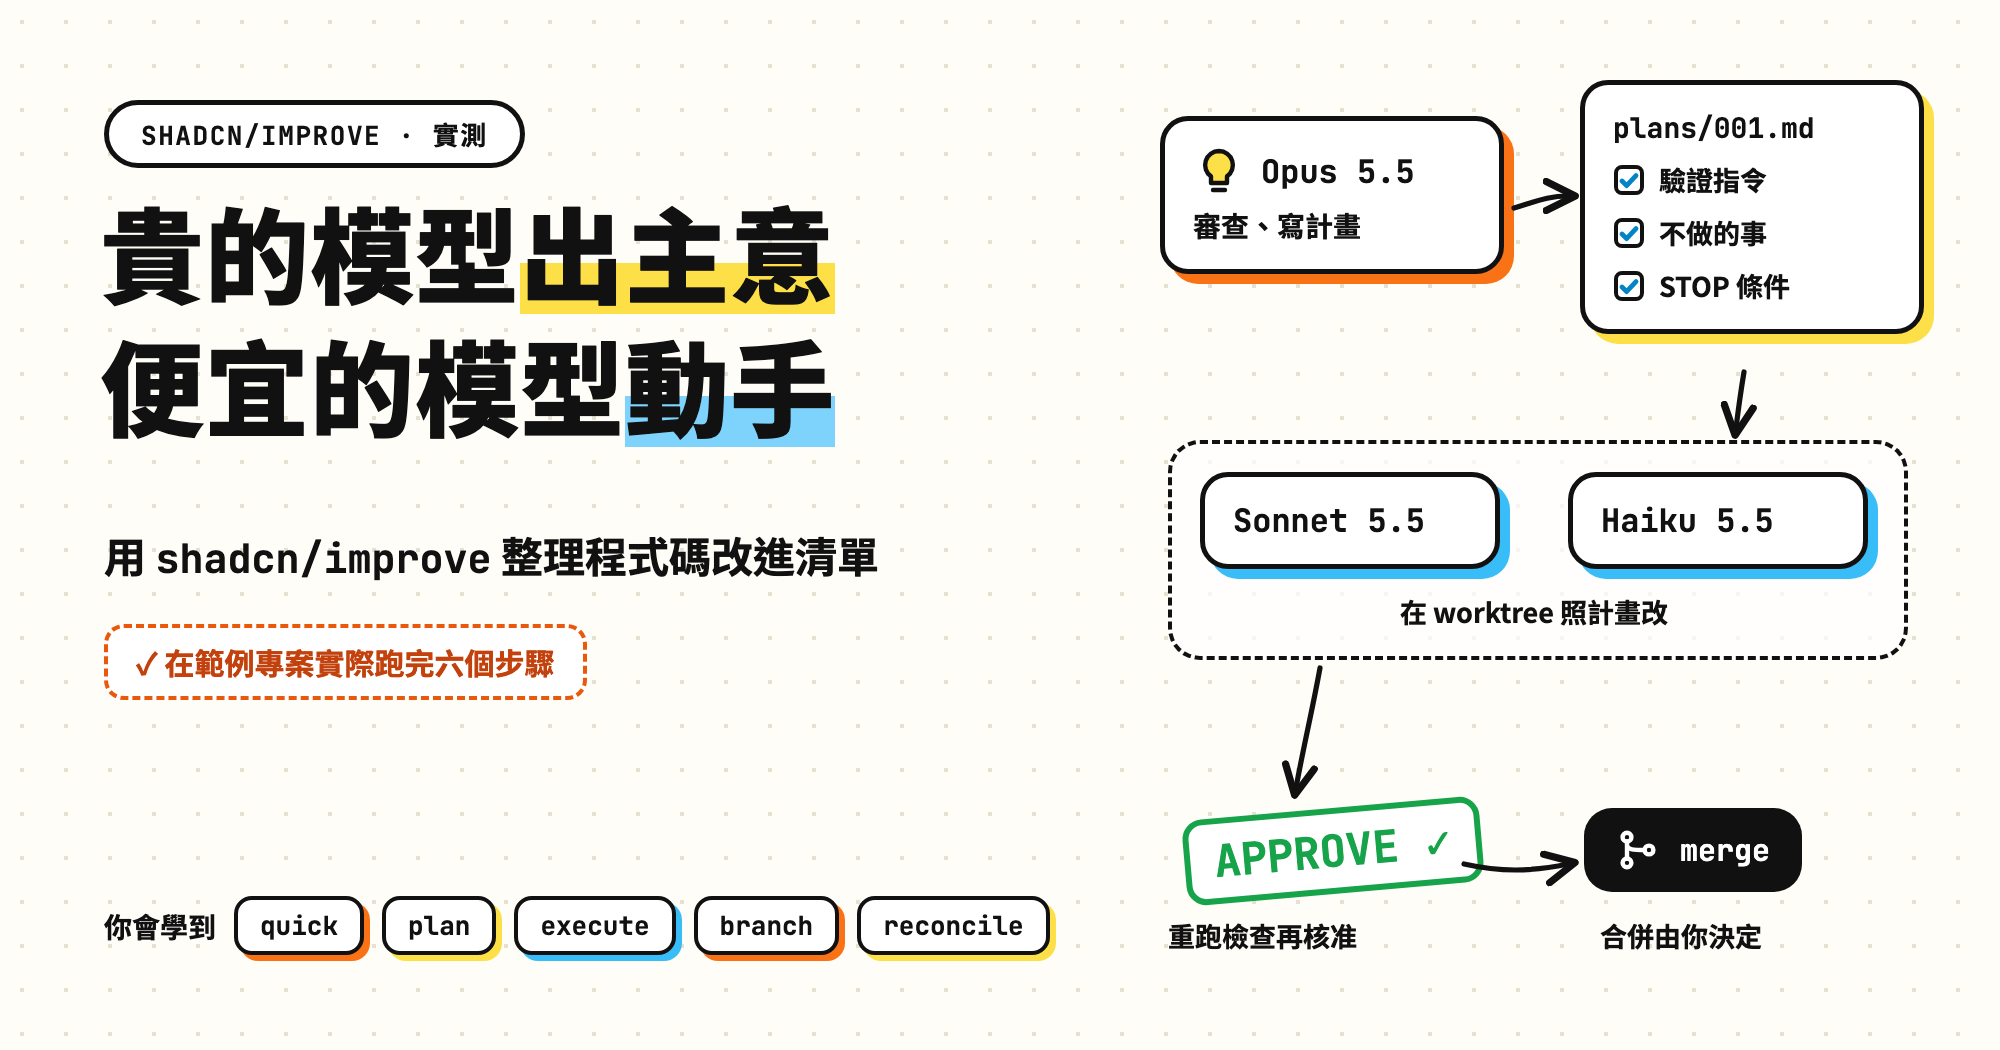 SHADCN/IMPROVE · 實測
貴的模型出主意
便宜的模型動手
用 shadcn/improve 整理程式碼改進清單
✓ 在範例專案實際跑完六個步驟
你會學到 quick plan execute branch reconcile
Opus 5.5
審查、寫計畫
plans/001.md
驗證指令
不做的事
STOP 條件
Sonnet 5.5
Haiku 5.5
在 worktree 照計畫改
APPROVE ✓
重跑檢查再核准
merge
合併由你決定